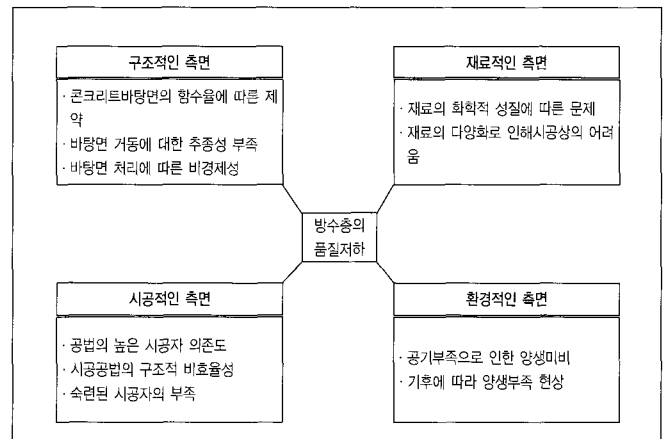 구조적인 측면
· 콘크리트바탕면의 함수율에 따른 제
약
· 바탕면 거동에 대한 추종성 부족
· 바탕면 처리에 따른 비경제성
재료적인 측면
· 재료의 화학적 성질에 따른 문제
· 재료의 다양화로 인해시공상의 어려
움
방수층의
품질저하
시공적인 측면
· 공법의 높은 시공자 의존도
· 시공공법의 구조적 비효율성
· 숙련된 시공자의 부족
환경적인 측면
· 공기부족으로 인한 양생미비
· 기후에 따라 양생부족 현상